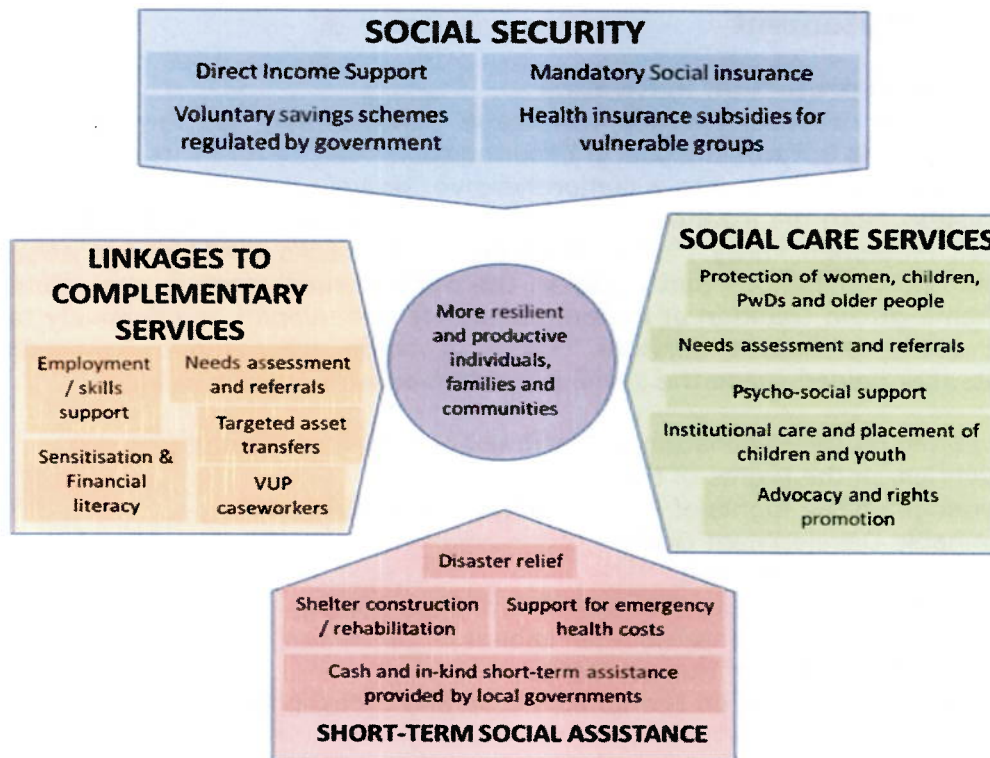 SOCIAL SECURITY
Direct Income Support
Mandatory Social insurance
Voluntary savings schemes
regulated by government
Health insurance subsidies for
vulnerable groups
LINKAGES TO
COMPLEMENTARY
SERVICES
Employment
/ skills
support
Needs assessment
and referrals
Targeted asset
transfers
Sensitisation &
Financial
literacy
VUP
caseworkers
More resilient
and productive
individuals,
families and
communities
SOCIAL CARE SERVICES
Protection of women, children,
PwDs and older people
Needs assessment and referrals
Psycho-social support
Institutional care and placement of
children and youth
Advocacy and rights
promotion
Disaster relief
Shelter construction
/ rehabilitation
Support for emergency
health costs
Cash and in-kind short-term assistance
provided by local governments
SHORT-TERM SOCIAL ASSISTANCE